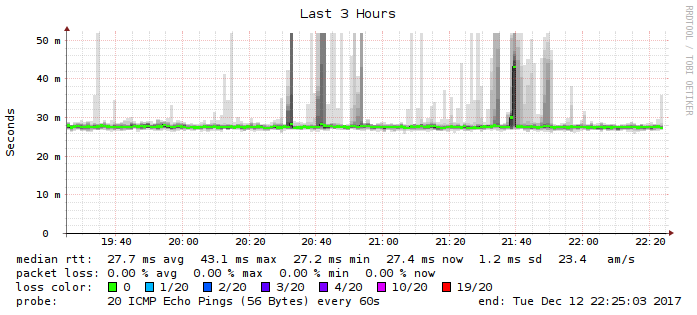 Last 3 Hours
RRDTOOL / TOBI OETIKER
Seconds
50 m
40 m
30 m
20 m
10 m
0
19:40 20:00 20:20 20:40 21:00 21:20 21:40 22:00 22:20
median rtt: 27.7 ms avg 43.1 ms max 27.2 ms min 27.4 ms now 1.2 ms sd 23.4 am/s
packet loss: 0.00 % avg 0.00 % max 0.00 % min 0.00 % now
loss color: 0 1/20 2/20 3/20 4/20 10/20 19/20
probe: 20 ICMP Echo Pings (56 Bytes) every 60s end: Tue Dec 12 22:25:03 2017